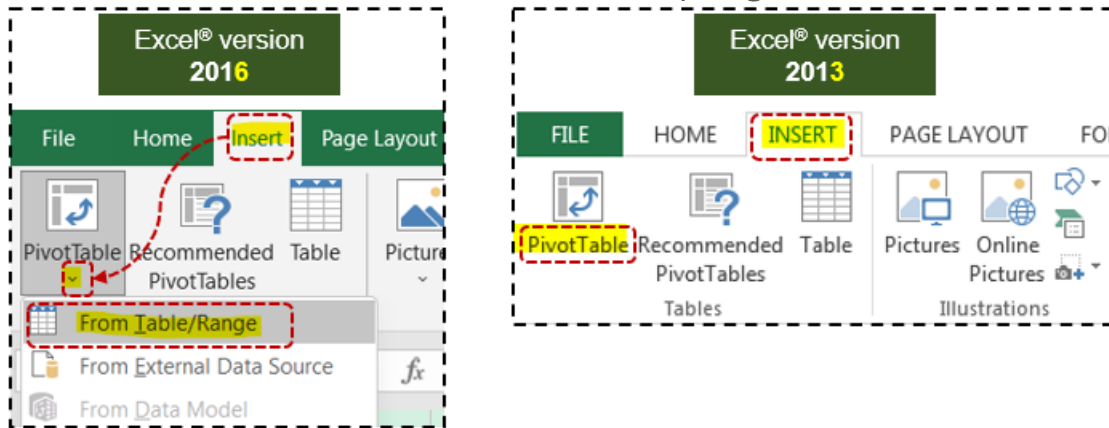 Excel® version
2016
File Home Insert Page Layout
PivotTable Recommended PivotTables Table
From Table/Range
From External Data Source fx
From Data Model
Excel® version
2013
FILE HOME INSERT PAGE LAYOUT
PivotTable Recommended PivotTables Table Pictures Online Pictures
Tables Illustrations